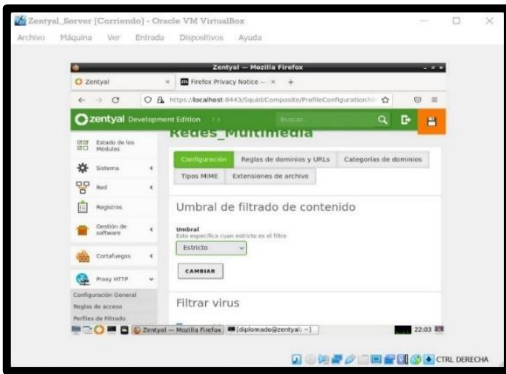 Zentyal_Server [Corriendo] - Oracle VM VirtualBox
Archivo Máquina Ver Entrada Dispositivos Ayuda
Zentyal — Mozilla Firefox
Zentyal × Firefox Privacy Notice — × +
https://localhost:8443/Squid/Composite/ProfileConfiguration
zentyal Development Edition Buscar...
Redes_Multimedia
Estado de los Módulos
Sistema
Red
Registros
Gestión de software
Cortafuegos
Proxy HTTP
Configuración General
Reglas de acceso
Perfiles de Filtrado
Configuración Reglas de dominios y URLs Categorías de dominios
Tipos MIME Extensiones de archivo
Umbral de filtrado de contenido
Umbral
Esto especifica cuan estricto es el filtro
Estricto
CAMBIAR
Filtrar virus
Zentyal — Mozilla Firefox [diplomado@zentyal: ~] 22:03
CTRL DERECHA